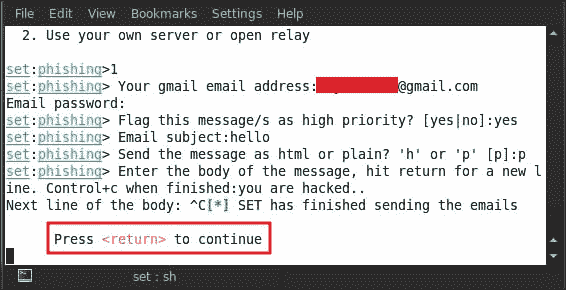 File Edit View Bookmarks Settings Help
2. Use your own server or open relay
set:phishing>1
set:phishing> Your gmail email address: @gmail.com
Email password:
set:phishing> Flag this message/s as high priority? [yes|no]:yes
set:phishing> Email subject:hello
set:phishing> Send the message as html or plain? 'h' or 'p' [p]:p
set:phishing> Enter the body of the message, hit return for a new l
ine. Control+c when finished:you are hacked..
Next line of the body: ^C[*] SET has finished sending the emails
Press <return> to continue
set : sh